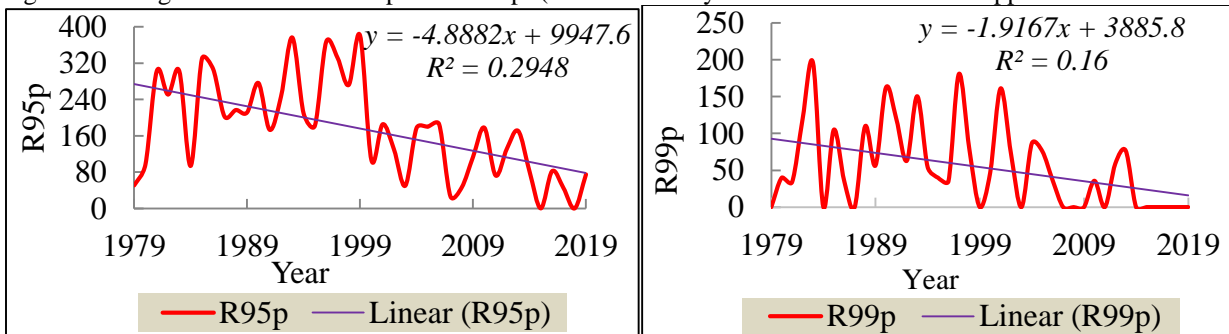 400
320
240
160
80
0
R95p
y = -4.8882x + 9947.6
R² = 0.2948
1979 1989 1999 2009 2019
Year
R95p Linear (R95p)
250
200
150
100
50
0
R99p
y = -1.9167x + 3885.8
R² = 0.16
1979 1989 1999 2009 2019
Year
R99p Linear (R99p)